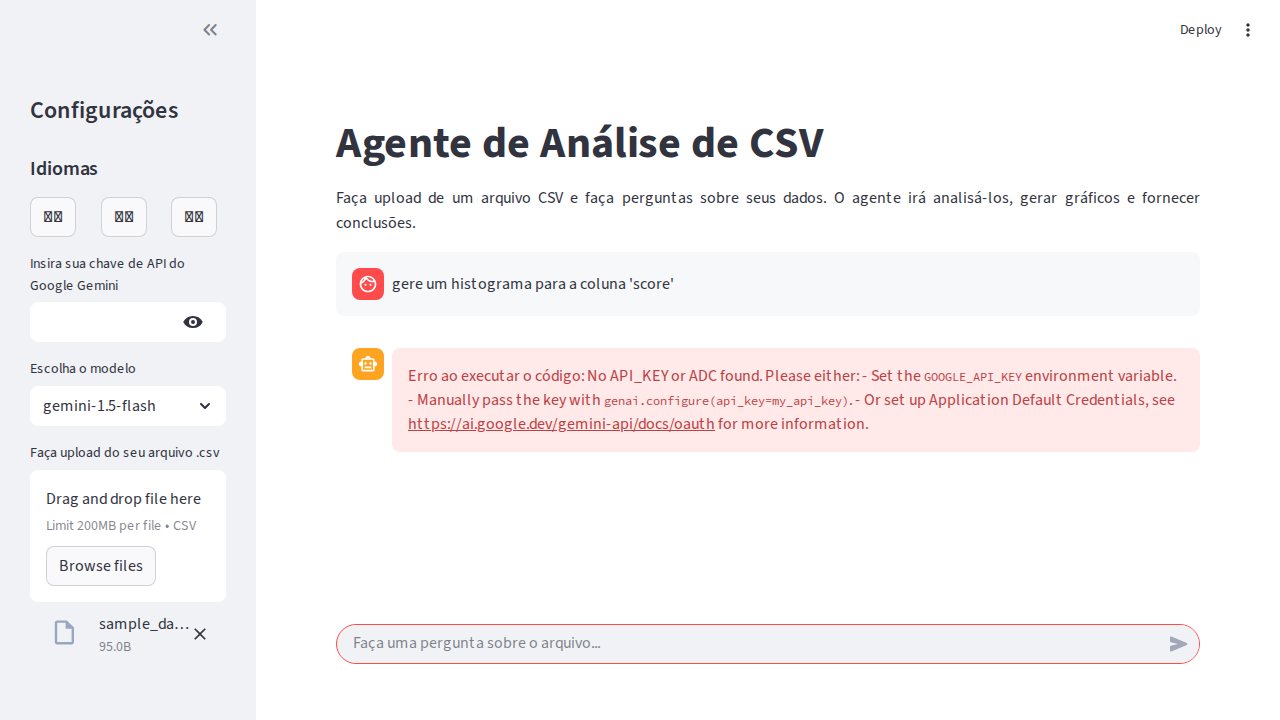 Deploy
Configurações
Idiomas
Insira sua chave de API do
Google Gemini
Escolha o modelo
gemini-1.5-flash
Faça upload do seu arquivo .csv
Drag and drop file here
Limit 200MB per file • CSV
Browse files
sample_da...
95.0B
Agente de Análise de CSV
Faça upload de um arquivo CSV e faça perguntas sobre seus dados. O agente irá analisá-los, gerar gráficos e fornecer
conclusões.
gere um histograma para a coluna 'score'
Erro ao executar o código: No API_KEY or ADC found. Please either: - Set the GOOGLE_API_KEY environment variable.
- Manually pass the key with genai.configure(api_key=my_api_key).- Or set up Application Default Credentials, see
https://ai.google.dev/gemini-api/docs/oauth for more information.
Faça uma pergunta sobre o arquivo...